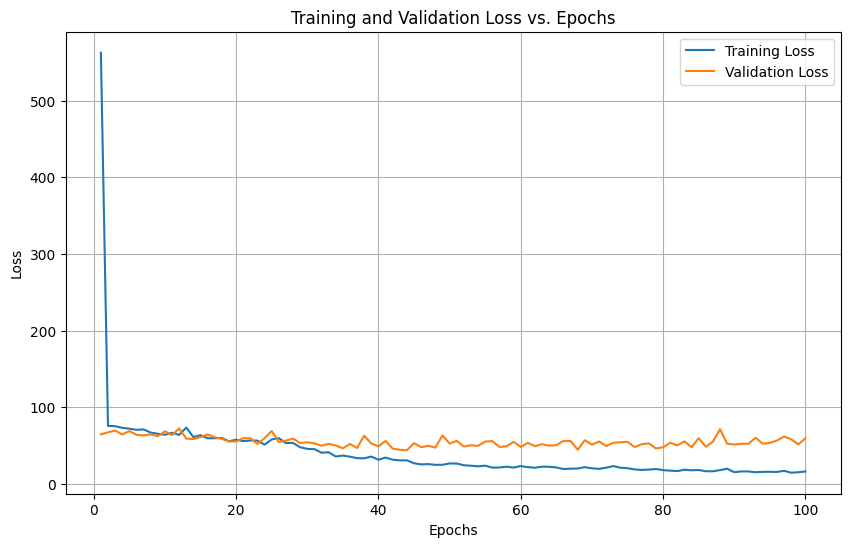 Training and Validation Loss vs. Epochs
Training Loss
Validation Loss
500
400
300
200
100
0
Loss
0 20 40 60 80 100
Epochs